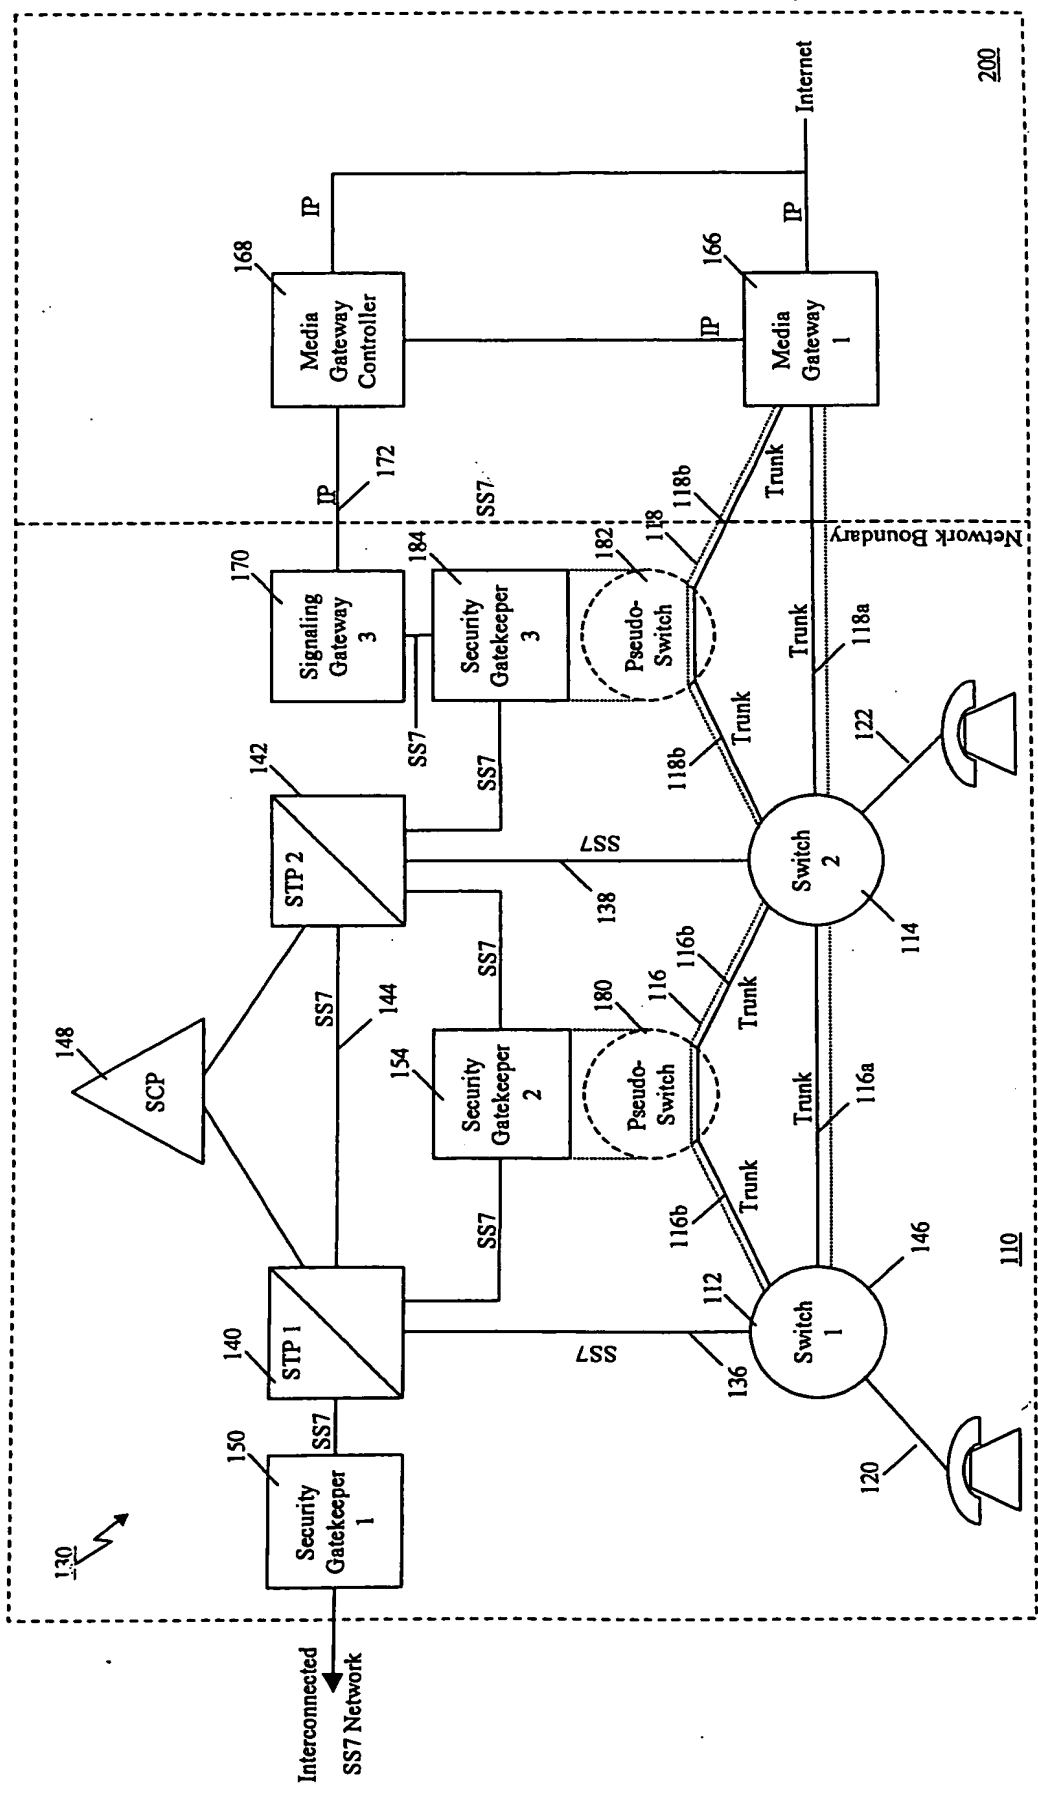 130
148
SCP
Interconnected
SS7 Network
150
Security
Gatekeeper
1
SS7
140
STP 1
SS7
144
142
STP 2
170
Signaling
Gateway
3
IP
172
168
Media
Gateway
Controller
IP
SS7
154
Security
Gatekeeper
2
SS7
SS7
SS7
184
Security
Gatekeeper
3
SS7
SS7
136
SS7
138
SS7
180
Pseudo-
Switch
182
Pseudo-
Switch
116b
Trunk
116
116b
Trunk
118b
Trunk
118
118b
Trunk
IP
112
Switch
1
146
Trunk
116a
Switch
2
114
Trunk
118a
166
Media
Gateway
1
IP
Internet
120
122
Network Boundary
110
200